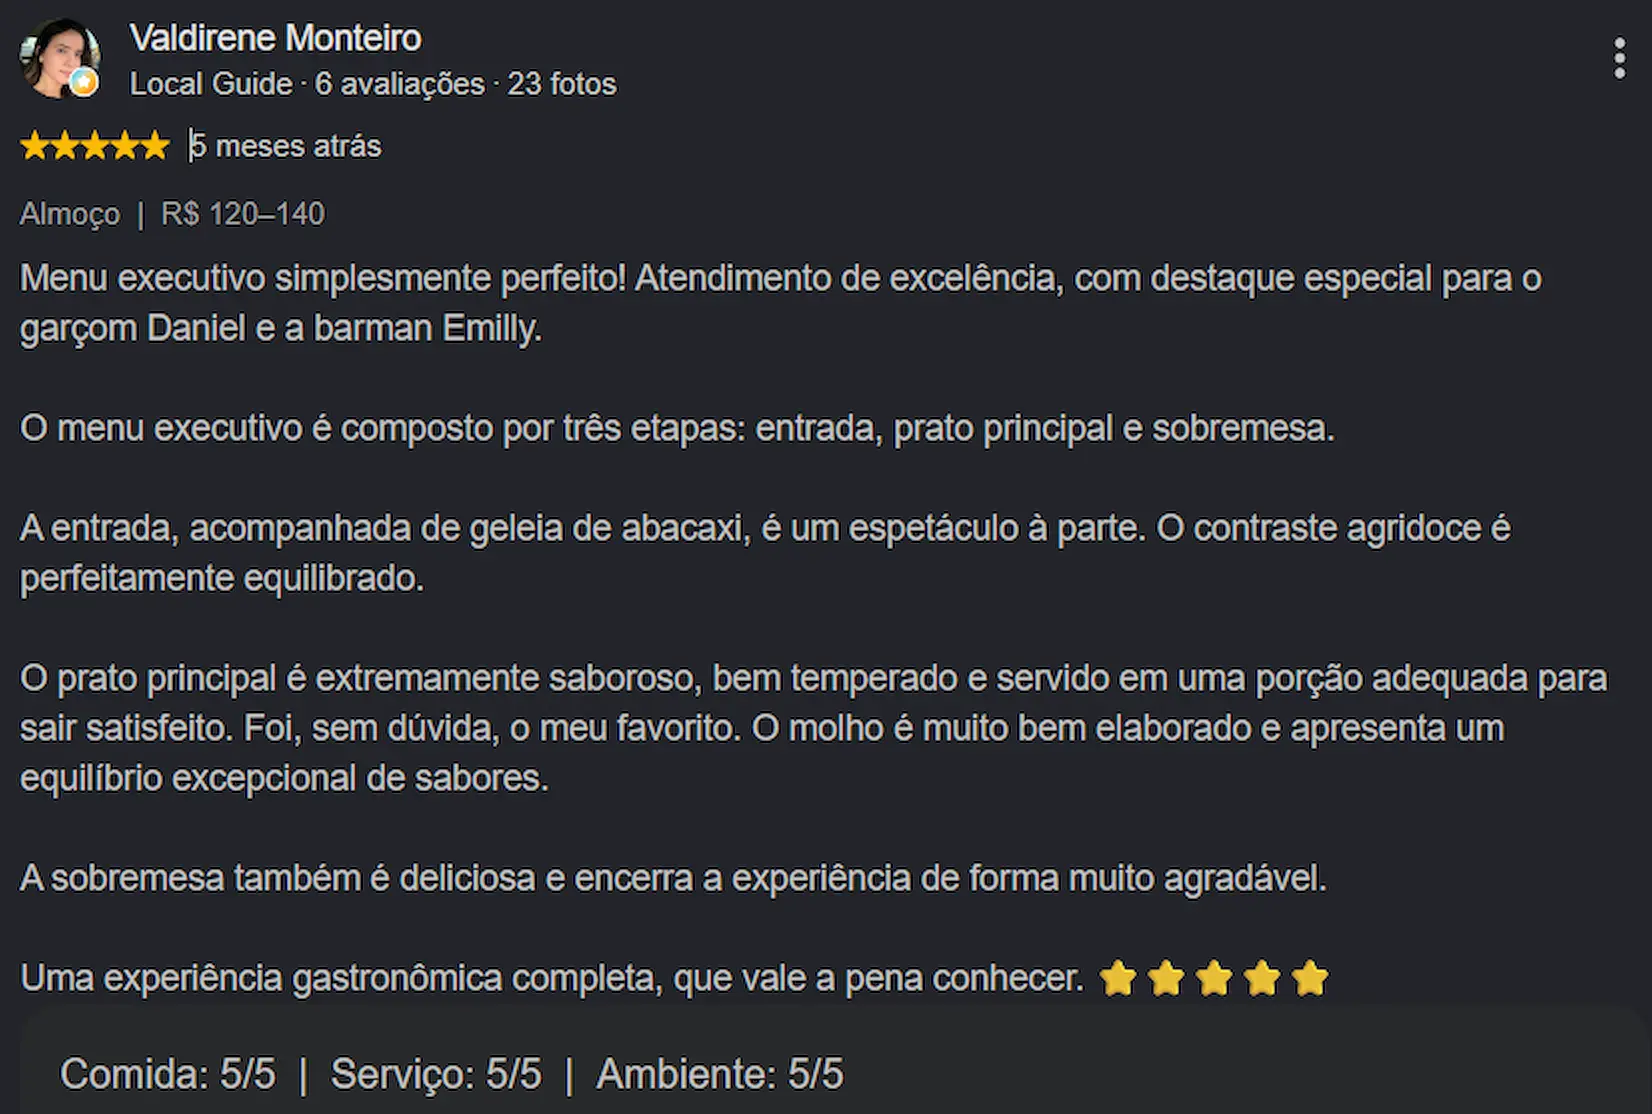 Valdirene Monteiro
Local Guide · 6 avaliações · 23 fotos
5 meses atrás
Almoço | R$ 120–140
Menu executivo simplesmente perfeito! Atendimento de excelência, com destaque especial para o
garçom Daniel e a barman Emilly.
O menu executivo é composto por três etapas: entrada, prato principal e sobremesa.
A entrada, acompanhada de geleia de abacaxi, é um espetáculo à parte. O contraste agridoce é
perfeitamente equilibrado.
O prato principal é extremamente saboroso, bem temperado e servido em uma porção adequada para
sair satisfeito. Foi, sem dúvida, o meu favorito. O molho é muito bem elaborado e apresenta um
equilíbrio excepcional de sabores.
A sobremesa também é deliciosa e encerra a experiência de forma muito agradável.
Uma experiência gastronômica completa, que vale a pena conhecer. ⭐⭐⭐⭐⭐
Comida: 5/5 | Serviço: 5/5 | Ambiente: 5/5